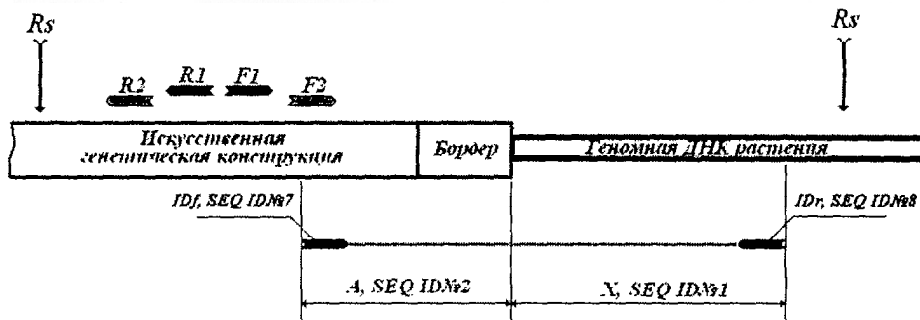 Rs
Rs
R2 R1 F1 F2
Искусственная
генетическая конструкция
Бордер
Геномная ДНК растения
IDf, SEQ ID№7
IDr, SEQ ID№8
A, SEQ ID№2
X, SEQ ID№1